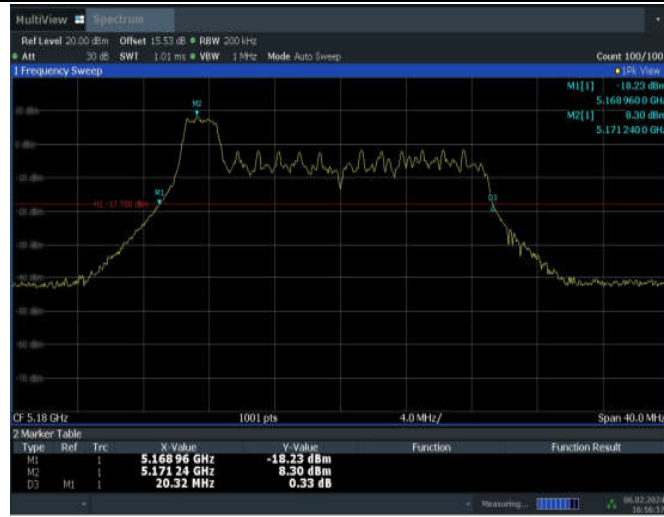 MultiView Spectrum
Ref Level 20.00 dBm Offset 15.53 dB RBW 200 kHz
Att 30 dB SWT 1.01 ms VBW 1 MHz Mode Auto Sweep Count 100/100
1 Frequency Sweep 1Pk View
M1[1] -18.23 dBm
5.168 960 0 GHz
M2[1] 8.30 dBm
5.171 240 0 GHz
M2
M1
H1 -17.700 dBm
D3
CF 5.18 GHz 1001 pts 4.0 MHz/ Span 40.0 MHz
2 Marker Table
Type Ref Trc X-Value Y-Value Function Function Result
M1 1 5.168 96 GHz -18.23 dBm
M2 1 5.171 24 GHz 8.30 dBm
D3 M1 1 20.32 MHz 0.33 dB
Measuring...